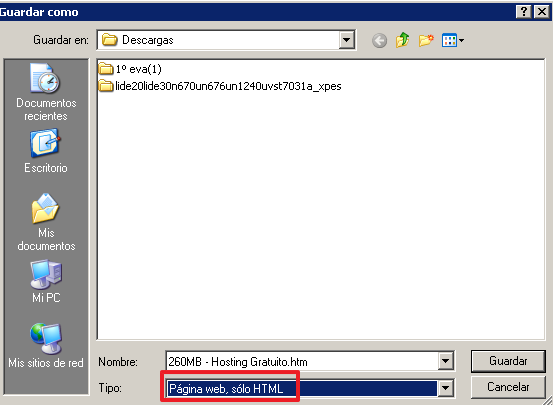 Guardar como
Guardar en:
Descargas
1º eva(1)
lide20lide30n670un676un1240uvst7031a_xpes
Documentos
recientes
Escritorio
Mis
documentos
Mi PC
Mis sitios de red
Nombre:
260MB - Hosting Gratuito.htm
Guardar
Tipo:
Página web, sólo HTML
Cancelar